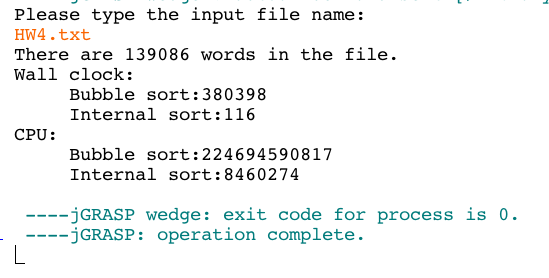 Please type the input file name:
HW4.txt
There are 139086 words in the file.
Wall clock:
Bubble sort:380398
Internal sort:116
CPU:
Bubble sort:224694590817
Internal sort:8460274
----jGRASP wedge: exit code for process is 0.
----jGRASP: operation complete.